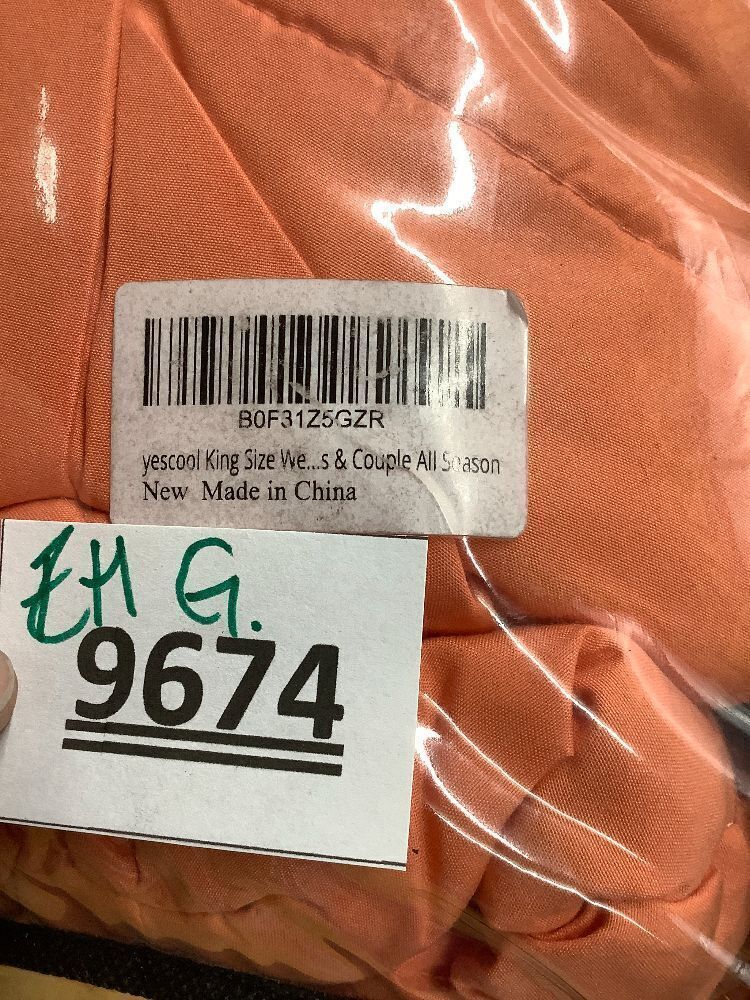 B0F31Z5GZR
yescool King Size We...s & Couple All Season
New Made in China
EH G.
9674